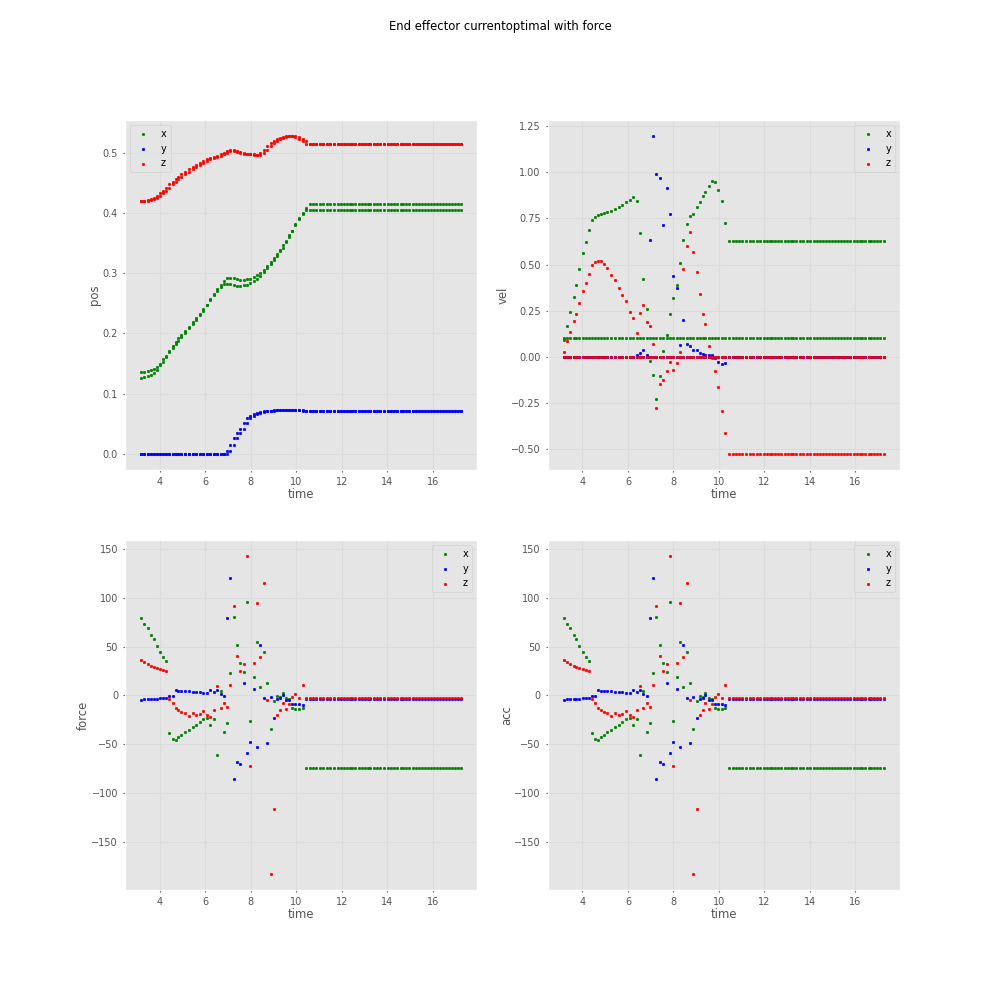 End effector currentoptimal with force
x
y
z
0.5
0.4
0.3
0.2
0.1
0.0
pos
4 6 8 10 12 14 16
time
x
y
z
1.25
1.00
0.75
0.50
0.25
0.00
−0.25
−0.50
vel
4 6 8 10 12 14 16
time
x
y
z
150
100
50
0
−50
−100
−150
force
4 6 8 10 12 14 16
time
x
y
z
150
100
50
0
−50
−100
−150
acc
4 6 8 10 12 14 16
time